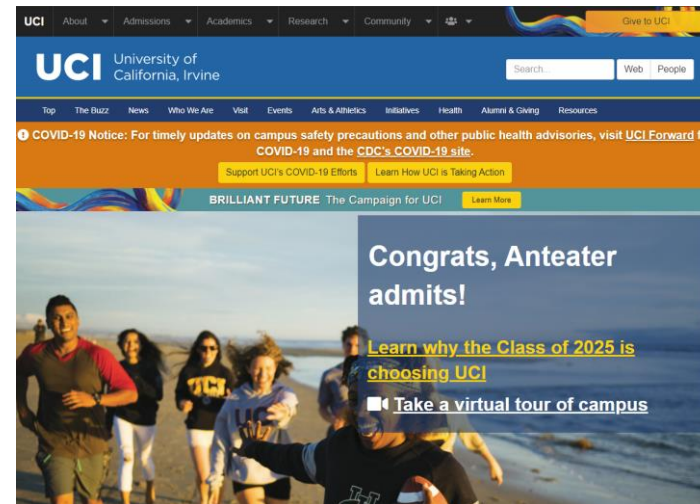 UCI About Admissions Academics Research Community Give to UCI
UCI University of
California, Irvine
Search... Web People
Top The Buzz News Who We Are Visit Events Arts & Athletics Initiatives Health Alumni & Giving Resources
COVID-19 Notice: For timely updates on campus safety precautions and other public health advisories, visit UCI Forward f
COVID-19 and the CDC's COVID-19 site.
Support UCI's COVID-19 Efforts Learn How UCI is Taking Action
BRILLIANT FUTURE The Campaign for UCI Learn More
Congrats, Anteater
admits!
Learn why the Class of 2025 is
choosing UCI
Take a virtual tour of campus
UCI
UCI